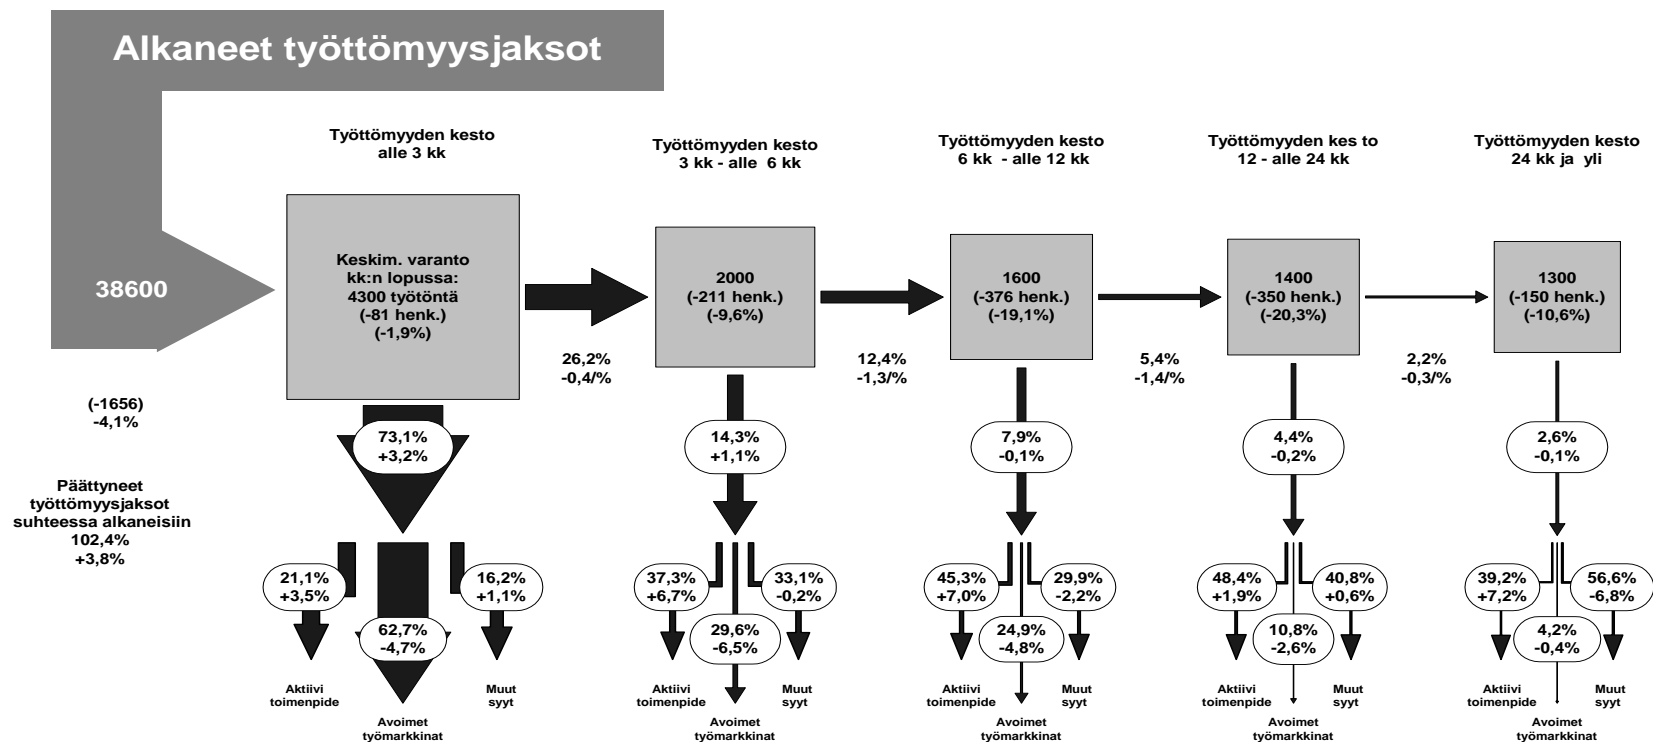 Alkaneet työttömyysjaksot
38600
(-1656)
-4,1%
Päättyneet
työttömyysjaksot
suhteessa alkaneisiin
102,4%
+3,8%
Työttömyyden kesto
alle 3 kk
Keskim. varanto
kk:n lopussa:
4300 työtöntä
(-81 henk.)
(-1,9%)
26,2%
-0,4/%
73,1%
+3,2%
21,1%
+3,5%
16,2%
+1,1%
62,7%
-4,7%
Aktiivi
toimenpide
Muut
syyt
Avoimet
työmarkkinat
Työttömyyden kesto
3 kk - alle  6 kk
2000
(-211 henk.)
(-9,6%)
12,4%
-1,3/%
14,3%
+1,1%
37,3%
+6,7%
33,1%
-0,2%
29,6%
-6,5%
Aktiivi
toimenpide
Muut
syyt
Avoimet
työmarkkinat
Työttömyyden kesto
6 kk  - alle 12 kk
1600
(-376 henk.)
(-19,1%)
5,4%
-1,4/%
7,9%
-0,1%
45,3%
+7,0%
29,9%
-2,2%
24,9%
-4,8%
Aktiivi
toimenpide
Muut
syyt
Avoimet
työmarkkinat
Työttömyyden kes to
12 - alle 24 kk
1400
(-350 henk.)
(-20,3%)
2,2%
-0,3/%
4,4%
-0,2%
48,4%
+1,9%
40,8%
+0,6%
10,8%
-2,6%
Aktiivi
toimenpide
Muut
syyt
Avoimet
työmarkkinat
Työttömyyden kesto
24 kk ja  yli
1300
(-150 henk.)
(-10,6%)
2,6%
-0,1%
39,2%
+7,2%
56,6%
-6,8%
4,2%
-0,4%
Aktiivi
toimenpide
Muut
syyt
Avoimet
työmarkkinat